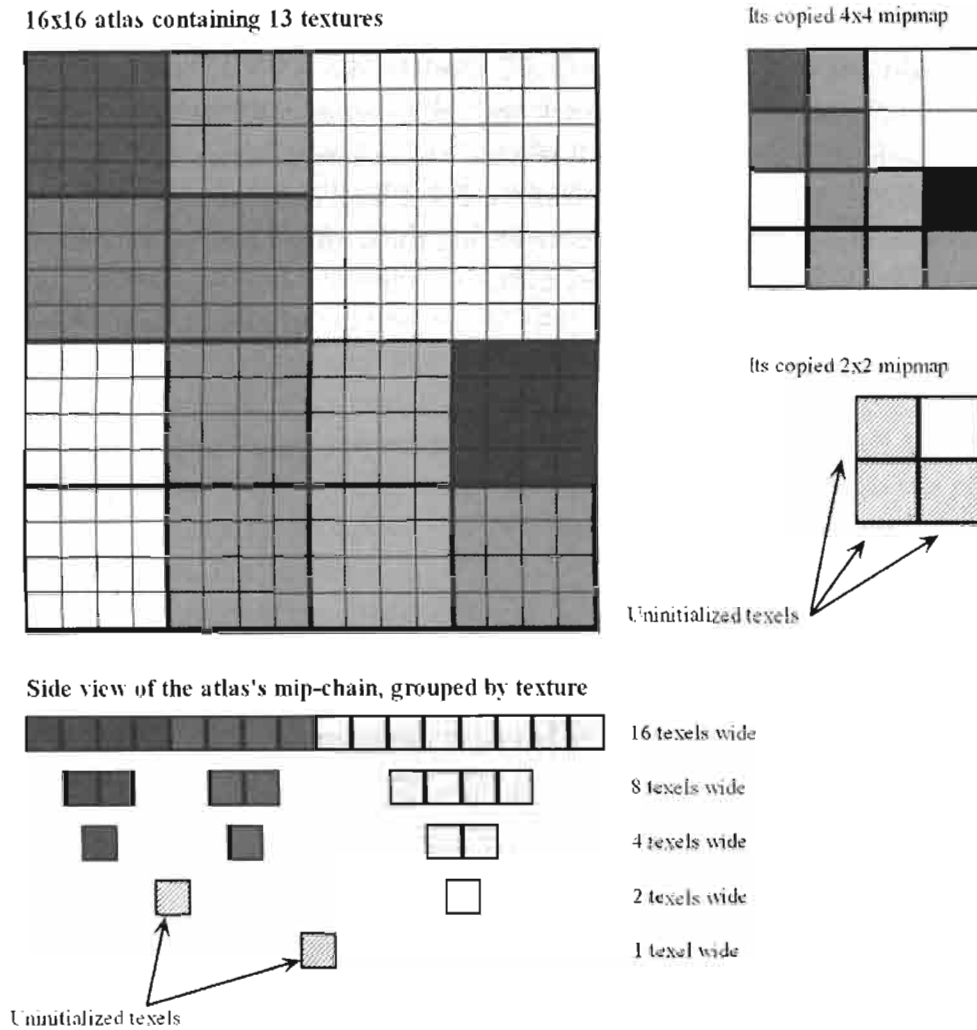 16x16 atlas containing 13 textures
Its copied 4x4 mipmap
Its copied 2x2 mipmap
Uninitialized texels
Side view of the atlas's mip-chain, grouped by texture
16 texels wide
8 texels wide
4 texels wide
2 texels wide
1 texel wide
Uninitialized texels